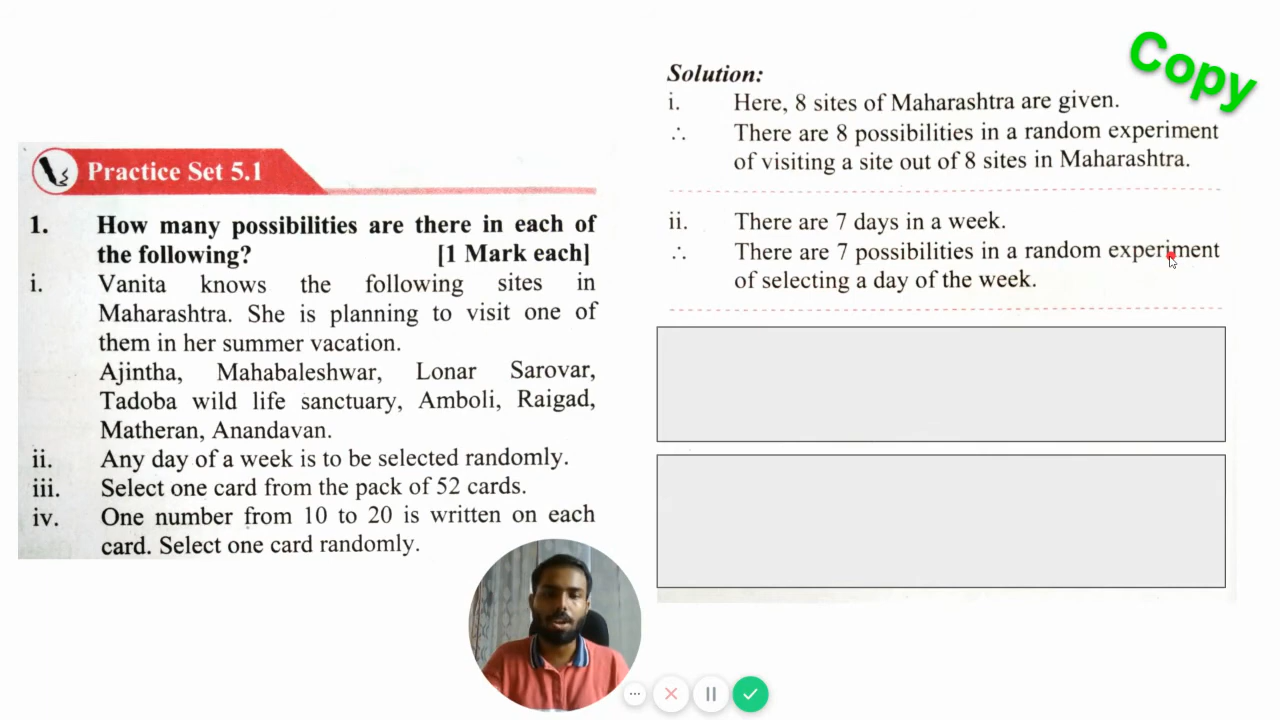 Practice Set 5.1
1. How many possibilities are there in each of
the following? [1 Mark each]
i. Vanita knows the following sites in
Maharashtra. She is planning to visit one of
them in her summer vacation.
Ajintha, Mahabaleshwar, Lonar Sarovar,
Tadoba wild life sanctuary, Amboli, Raigad,
Matheran, Anandavan.
ii. Any day of a week is to be selected randomly.
iii. Select one card from the pack of 52 cards.
iv. One number from 10 to 20 is written on each
card. Select one card randomly.
Copy
Solution:
i. Here, 8 sites of Maharashtra are given.
∴ There are 8 possibilities in a random experiment
of visiting a site out of 8 sites in Maharashtra.
ii. There are 7 days in a week.
∴ There are 7 possibilities in a random experiment
of selecting a day of the week.